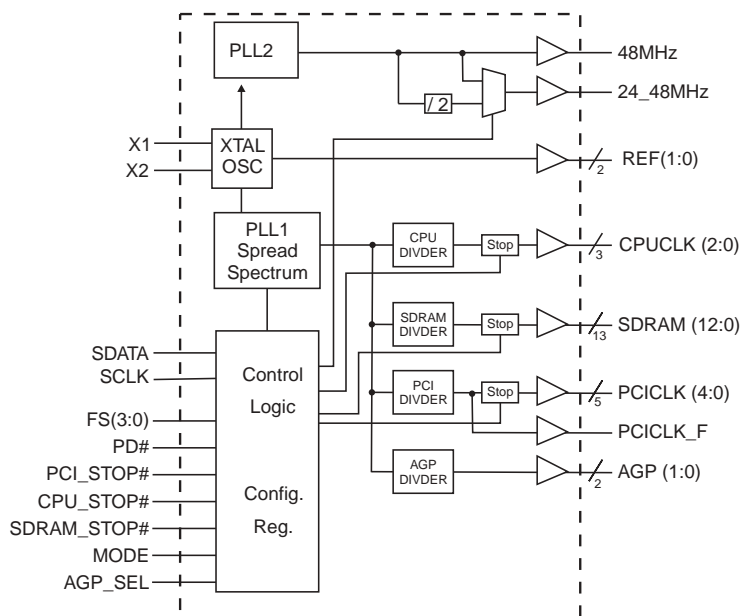 PLL2
48MHz
24_48MHz
/ 2
X1
X2
XTAL
OSC
REF(1:0)
2
PLL1
Spread
Spectrum
CPU
DIVDER
Stop
CPUCLK (2:0)
3
SDRAM
DIVDER
Stop
SDRAM (12:0)
13
SDATA
SCLK
FS(3:0)
PD#
PCI_STOP#
CPU_STOP#
SDRAM_STOP#
MODE
AGP_SEL
Control
Logic
Config.
Reg.
PCI
DIVDER
Stop
PCICLK (4:0)
5
PCICLK_F
AGP
DIVDER
AGP (1:0)
2